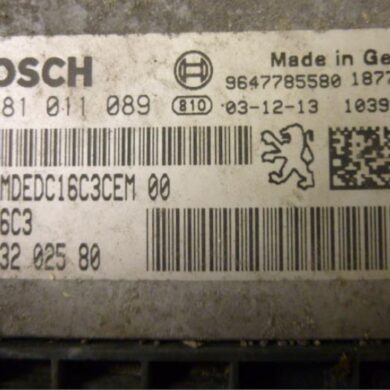 OSCH Made in Ge
9647785580 187
81 011 089 810 03-12-13 1039
MDEDC16C3CEM 00
6C3
32 025 80